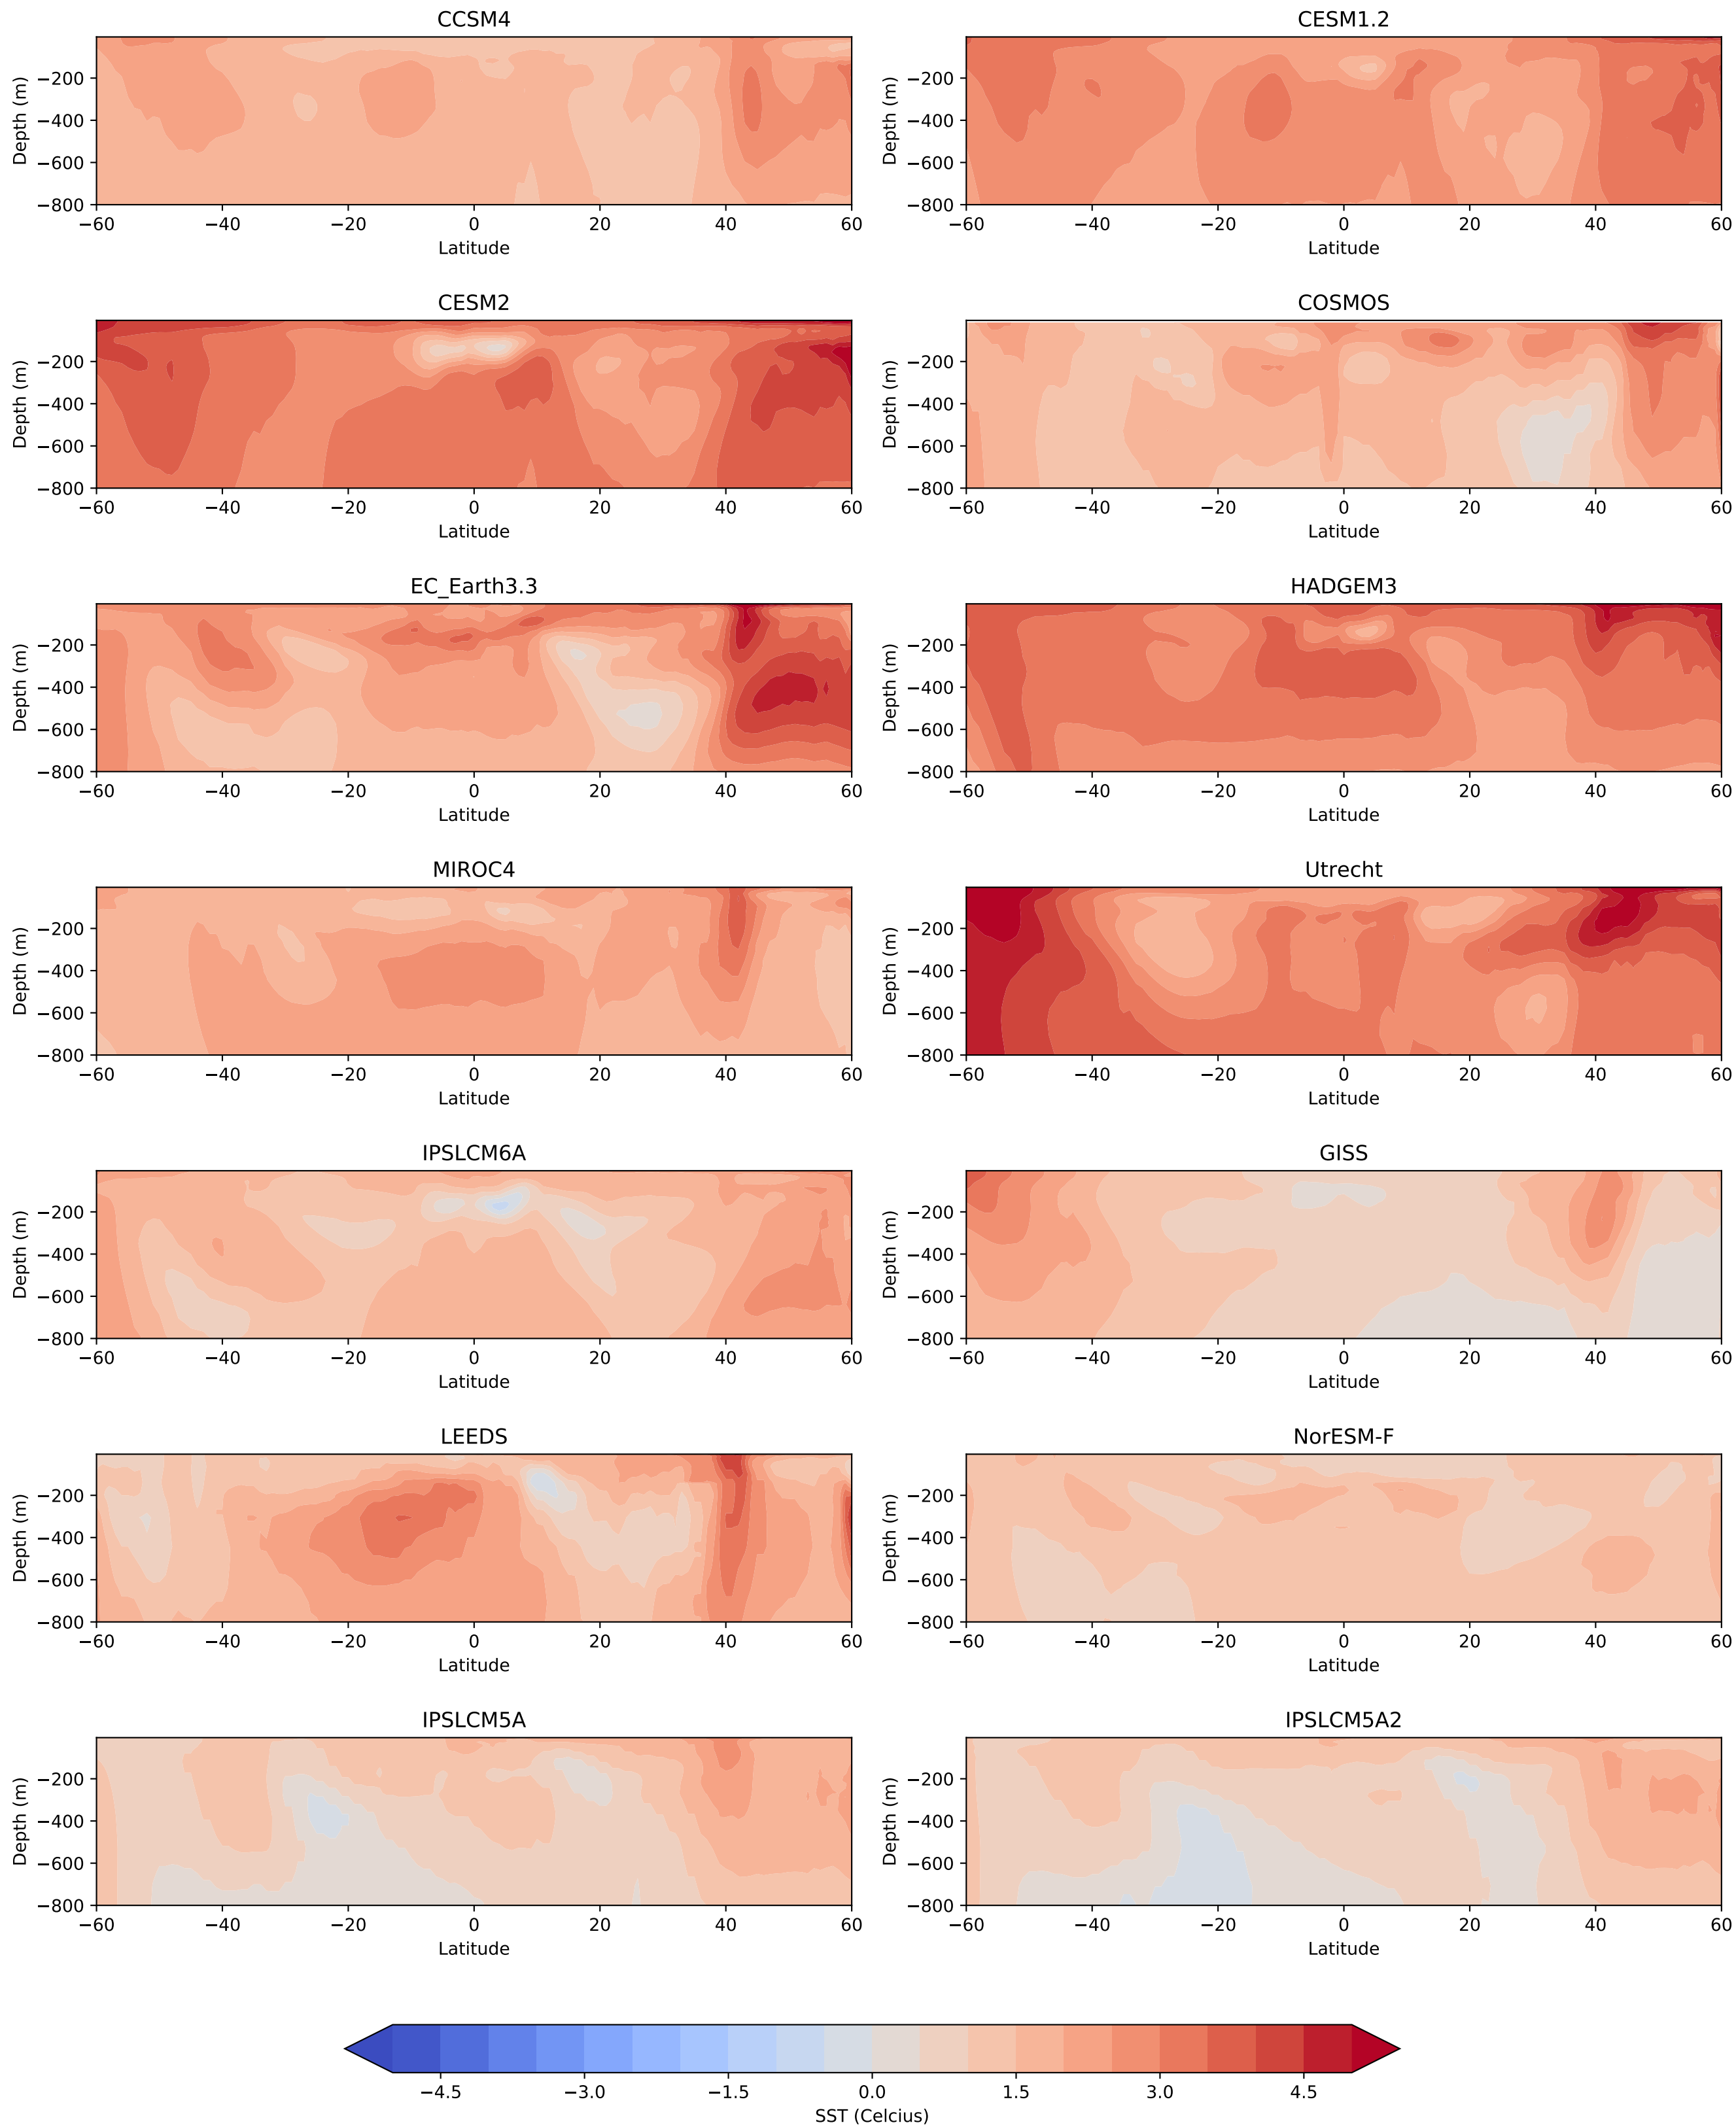 CCSM4
CESM1.2
Depth (m)
−200
−400
−600
−800
−60 −40 −20 0 20 40 60
Latitude
Depth (m)
−200
−400
−600
−800
−60 −40 −20 0 20 40 60
Latitude
CESM2
COSMOS
Depth (m)
−200
−400
−600
−800
−60 −40 −20 0 20 40 60
Latitude
Depth (m)
−200
−400
−600
−800
−60 −40 −20 0 20 40 60
Latitude
EC_Earth3.3
HADGEM3
Depth (m)
−200
−400
−600
−800
−60 −40 −20 0 20 40 60
Latitude
Depth (m)
−200
−400
−600
−800
−60 −40 −20 0 20 40 60
Latitude
MIROC4
Utrecht
Depth (m)
−200
−400
−600
−800
−60 −40 −20 0 20 40 60
Latitude
Depth (m)
−200
−400
−600
−800
−60 −40 −20 0 20 40 60
Latitude
IPSLCM6A
GISS
Depth (m)
−200
−400
−600
−800
−60 −40 −20 0 20 40 60
Latitude
Depth (m)
−200
−400
−600
−800
−60 −40 −20 0 20 40 60
Latitude
LEEDS
NorESM-F
Depth (m)
−200
−400
−600
−800
−60 −40 −20 0 20 40 60
Latitude
Depth (m)
−200
−400
−600
−800
−60 −40 −20 0 20 40 60
Latitude
IPSLCM5A
IPSLCM5A2
Depth (m)
−200
−400
−600
−800
−60 −40 −20 0 20 40 60
Latitude
Depth (m)
−200
−400
−600
−800
−60 −40 −20 0 20 40 60
Latitude
−4.5 −3.0 −1.5 0.0 1.5 3.0 4.5
SST (Celcius)